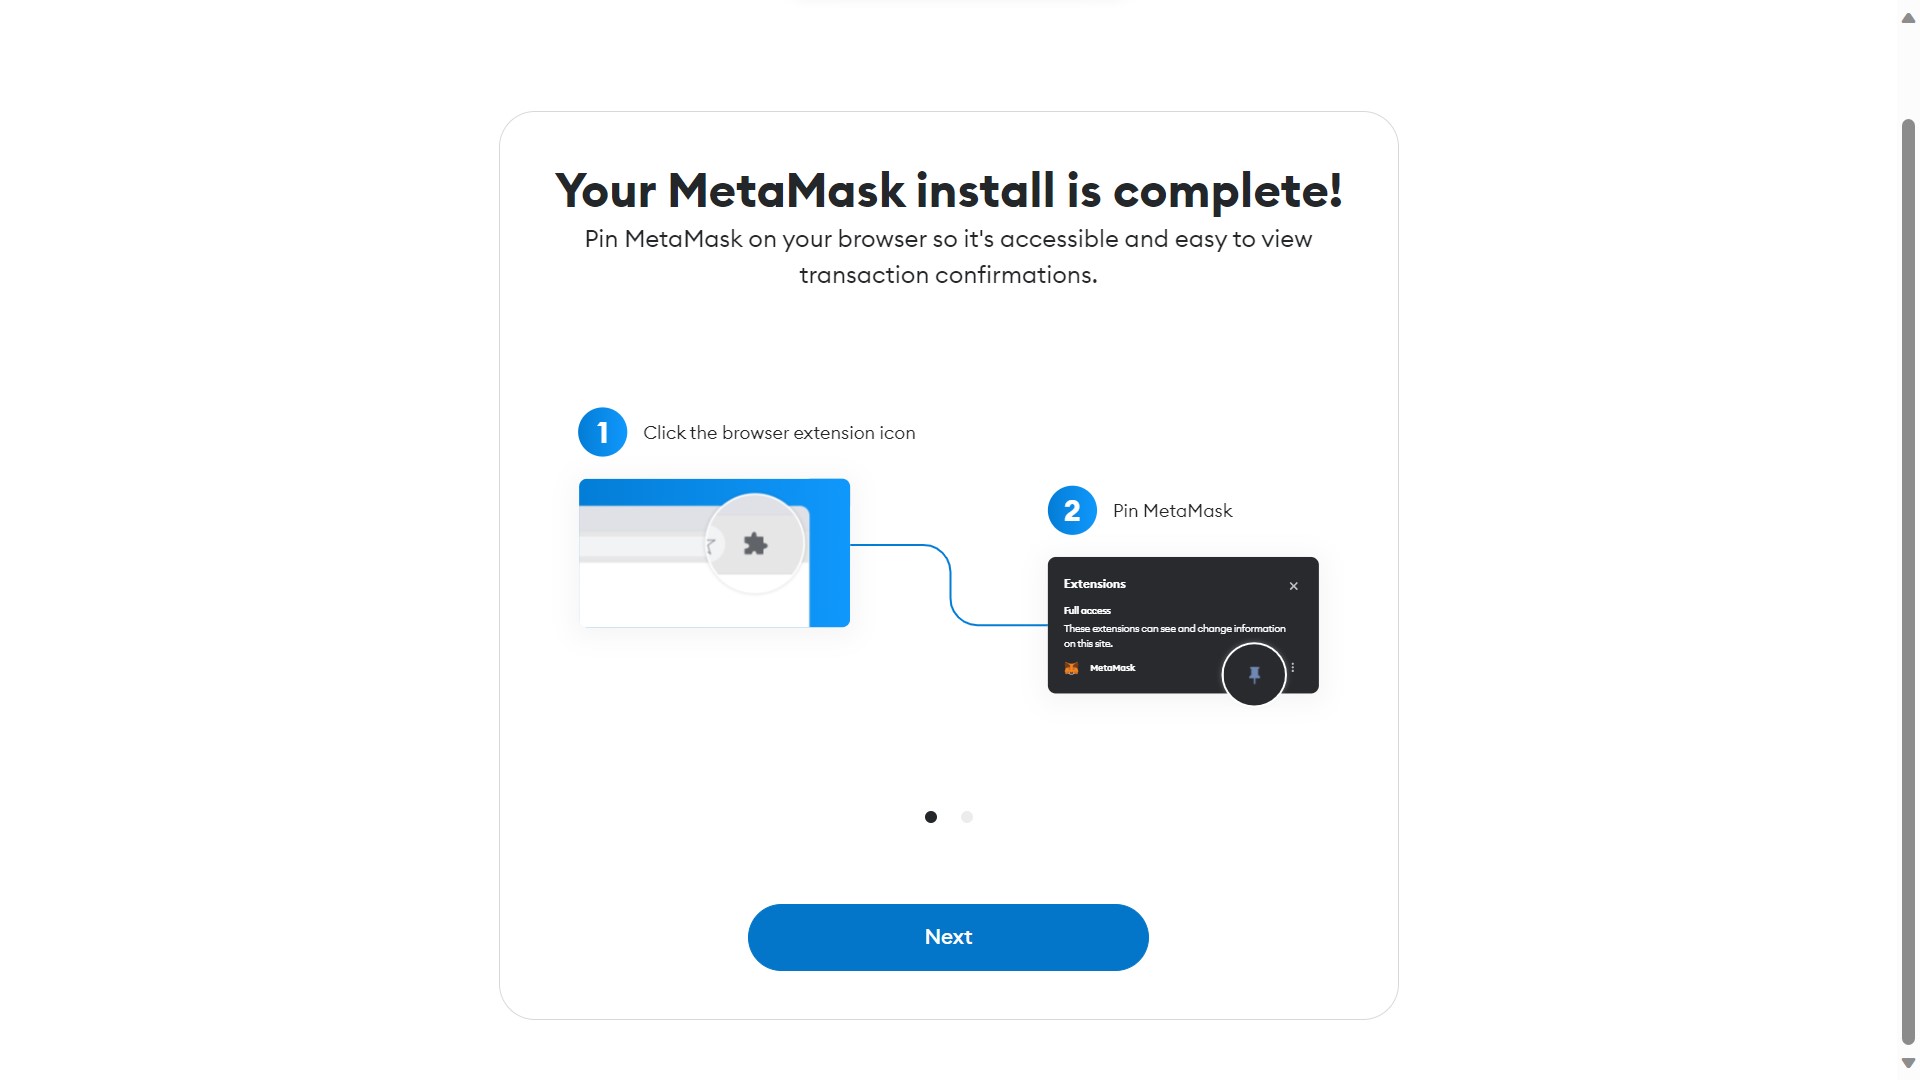 Your MetaMask install is complete!
Pin MetaMask on your browser so it's accessible and easy to view
transaction confirmations.
1 Click the browser extension icon
2 Pin MetaMask
Extensions
Full access
These extensions can see and change information
on this site.
MetaMask
Next